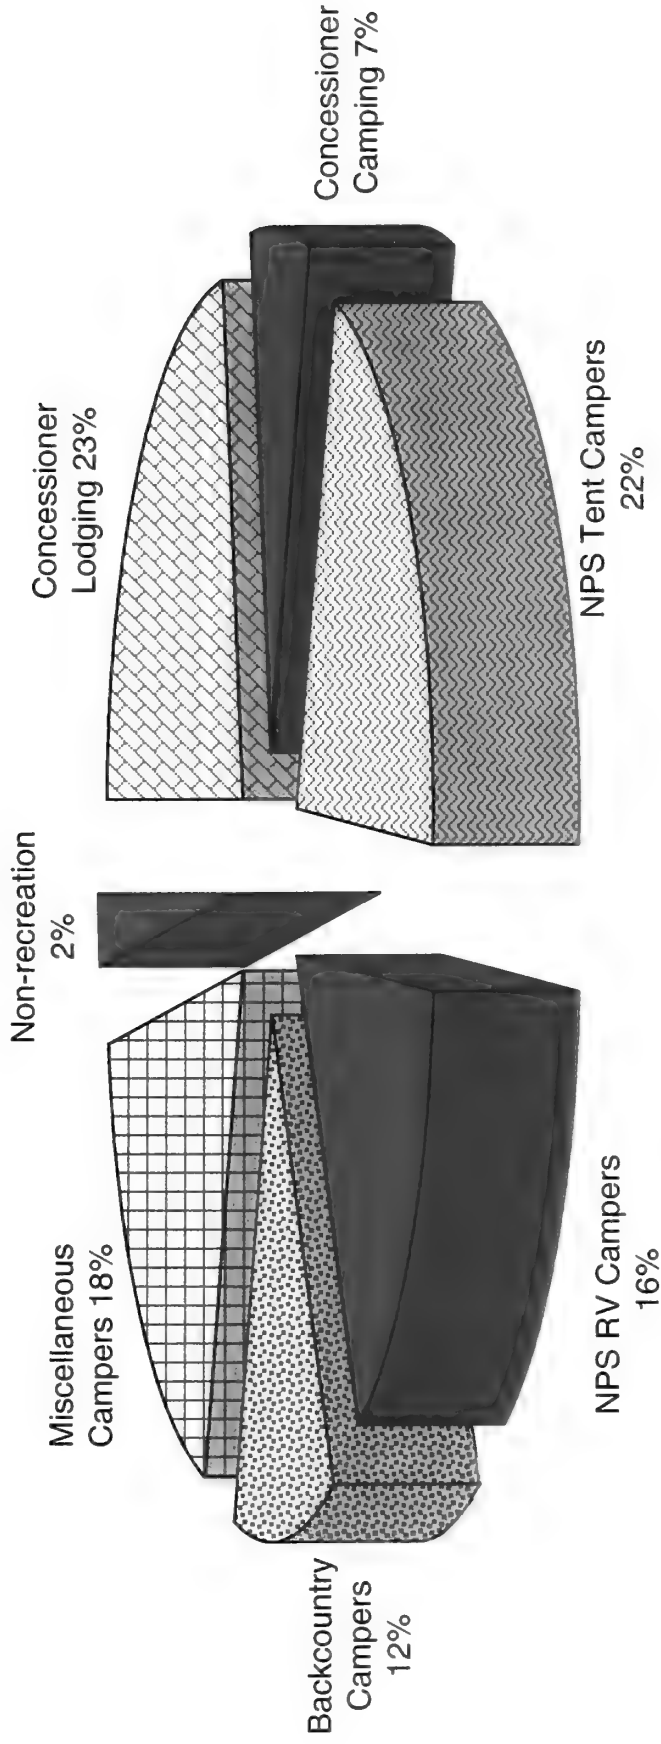 Non-recreation
2%
Concessioner
Lodging 23%
Concessioner
Camping 7%
NPS Tent Campers
22%
NPS RV Campers
16%
Backcountry
Campers
12%
Miscellaneous
Campers 18%